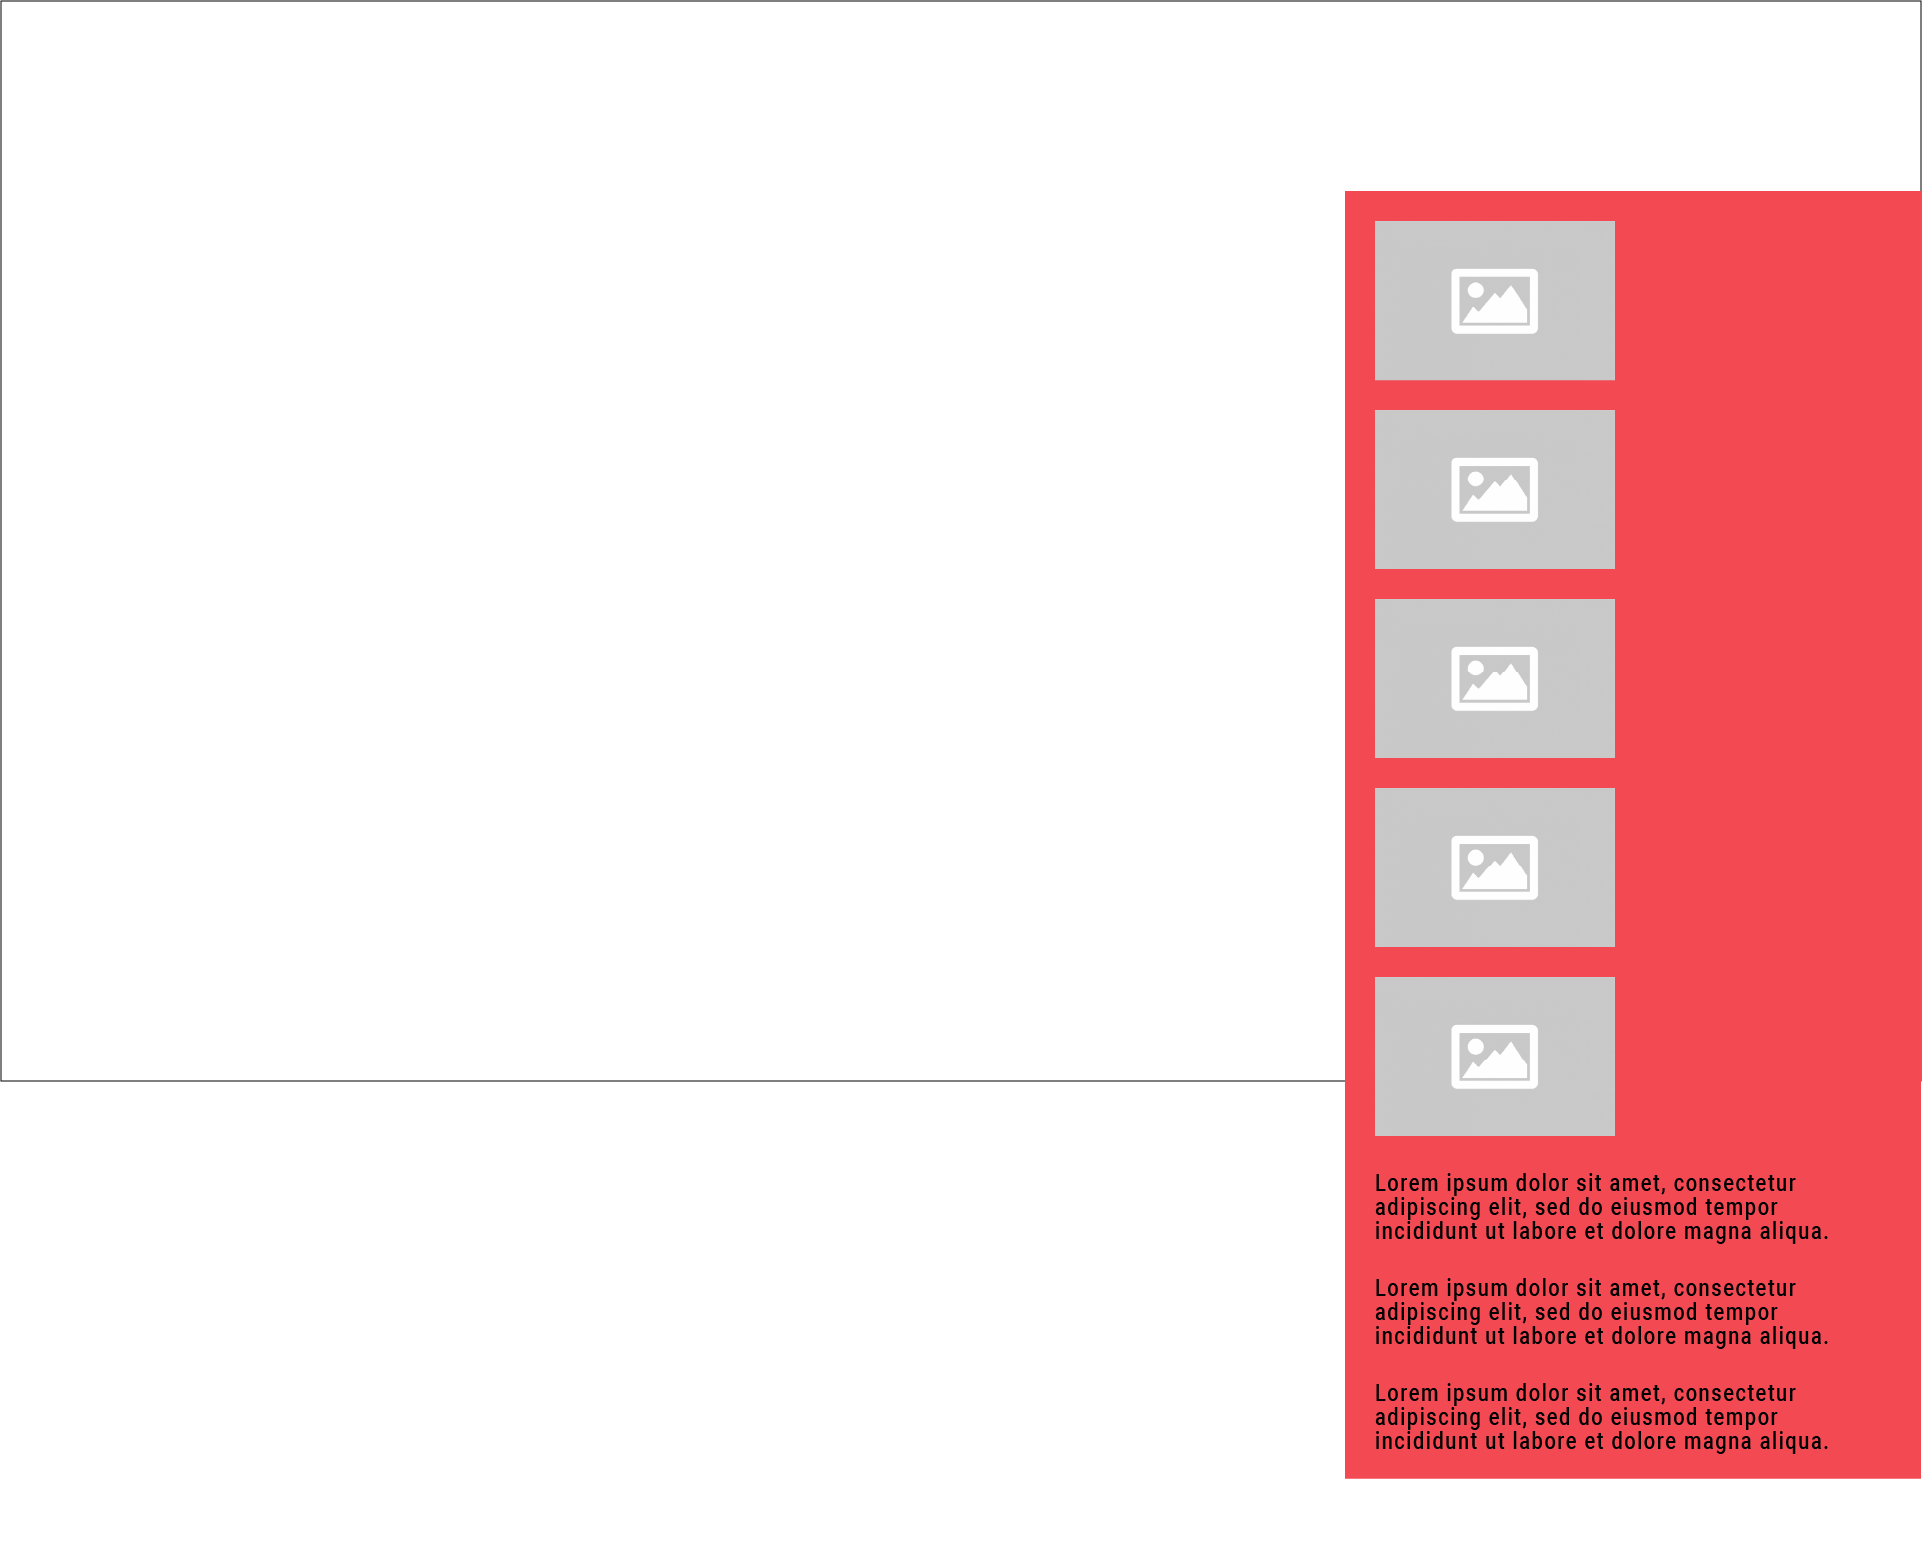 Lorem ipsum dolor sit amet, consectetur
adipiscing elit, sed do eiusmod tempor
incididunt ut labore et dolore magna aliqua.
Lorem ipsum dolor sit amet, consectetur
adipiscing elit, sed do eiusmod tempor
incididunt ut labore et dolore magna aliqua.
Lorem ipsum dolor sit amet, consectetur
adipiscing elit, sed do eiusmod tempor
incididunt ut labore et dolore magna aliqua.